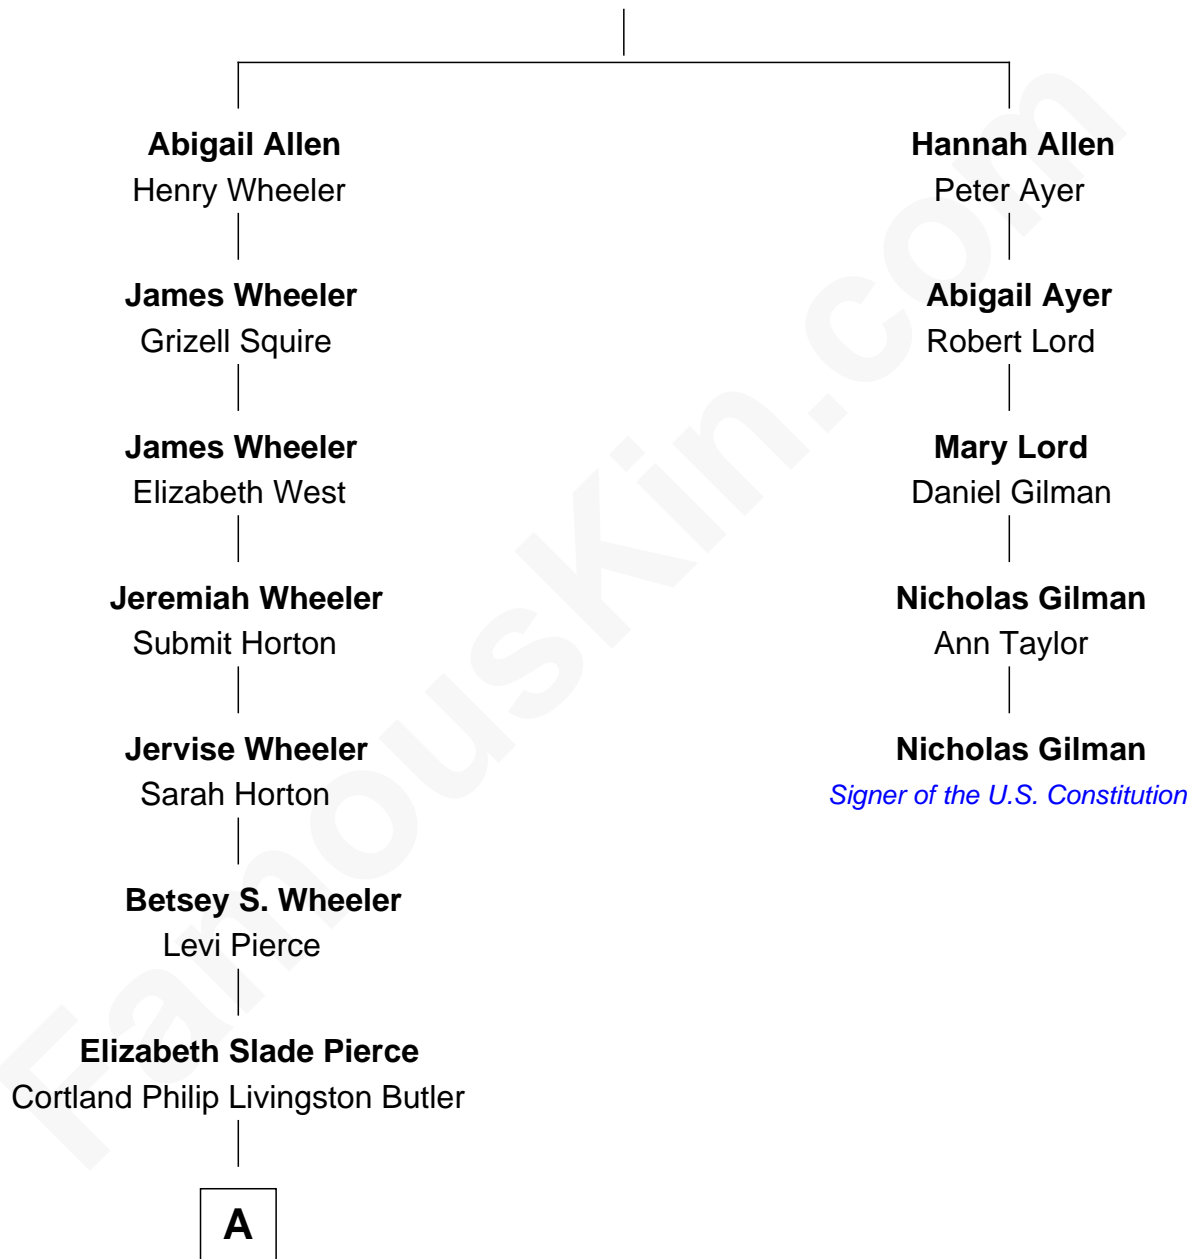 Abigail Allen
Henry Wheeler
James Wheeler
Grizell Squire
James Wheeler
Elizabeth West
Jeremiah Wheeler
Submit Horton
Jervise Wheeler
Sarah Horton
Betsey S. Wheeler
Levi Pierce
Elizabeth Slade Pierce
Cortland Philip Livingston Butler
A
Hannah Allen
Peter Ayer
Abigail Ayer
Robert Lord
Mary Lord
Daniel Gilman
Nicholas Gilman
Ann Taylor
Nicholas Gilman
Signer of the U.S. Constitution
FamousKin.com